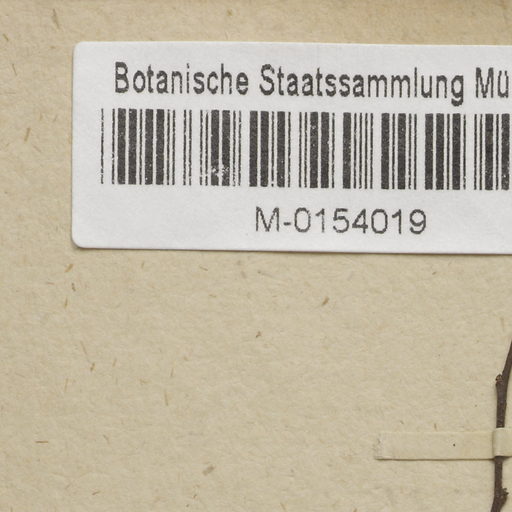 Botanische Staatssammlung Mü
M-0154019